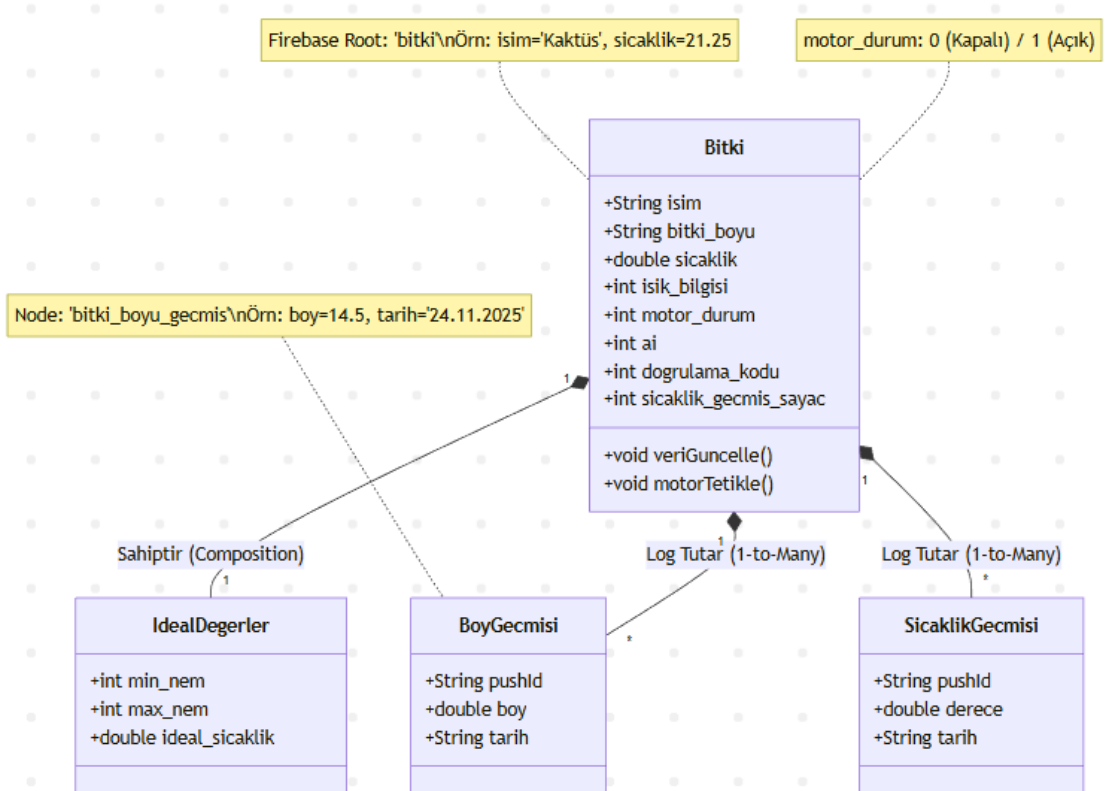 Firebase Root: 'bitki'\nÖrn: isim='Kaktüs', sicaklik=21.25
motor_durum: 0 (Kapalı) / 1 (Açık)
Bitki
+String isim
+String bitki_boyu
+double sicaklik
+int isik_bilgisi
+int motor_durum
+int ai
+int dogrulama_kodu
+int sicaklik_gecmis_sayac
+void veriGuncelle()
+void motorTetikle()
Node: 'bitki_boyu_gecmis'\nÖrn: boy=14.5, tarih='24.11.2025'
1
1
1
Sahiptir (Composition)
Log Tutar (1-to-Many)
Log Tutar (1-to-Many)
1
*
*
IdealDegerler
+int min_nem
+int max_nem
+double ideal_sicaklik
BoyGecmisi
+String pushId
+double boy
+String tarih
SicaklikGecmisi
+String pushId
+double derece
+String tarih